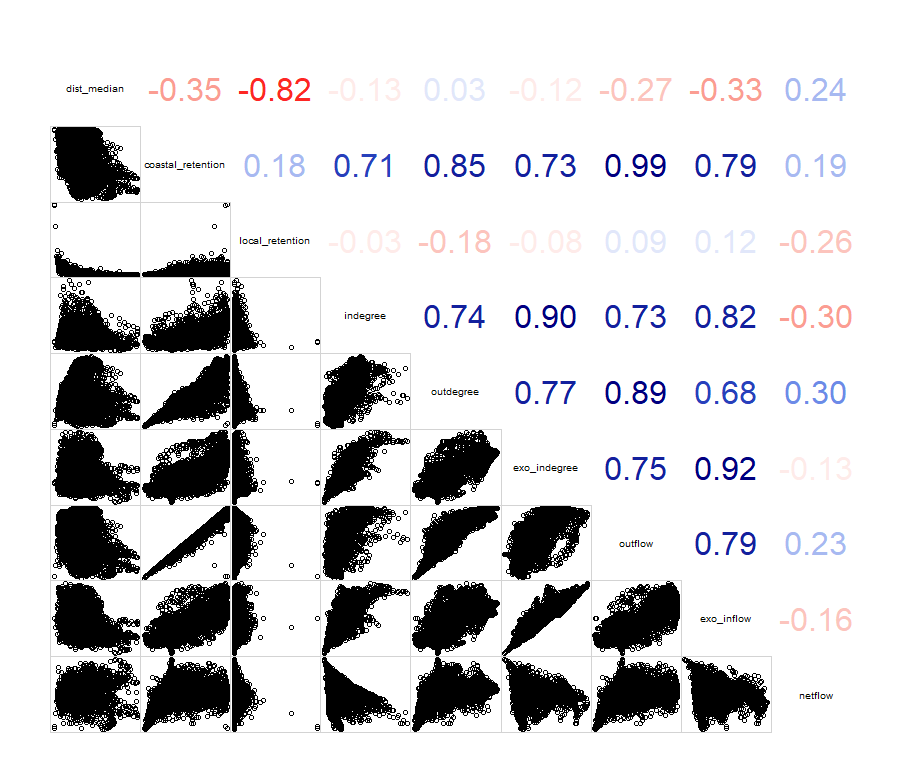 dist_median -0.35 -0.82 -0.13 0.03 -0.12 -0.27 -0.33 0.24
coastal_retention 0.18 0.71 0.85 0.73 0.99 0.79 0.19
local_retention -0.03 -0.18 -0.08 0.09 0.12 -0.26
indegree 0.74 0.90 0.73 0.82 -0.30
outdegree 0.77 0.89 0.68 0.30
exo_indegree 0.75 0.92 -0.13
outflow 0.79 0.23
exo_inflow -0.16
netflow